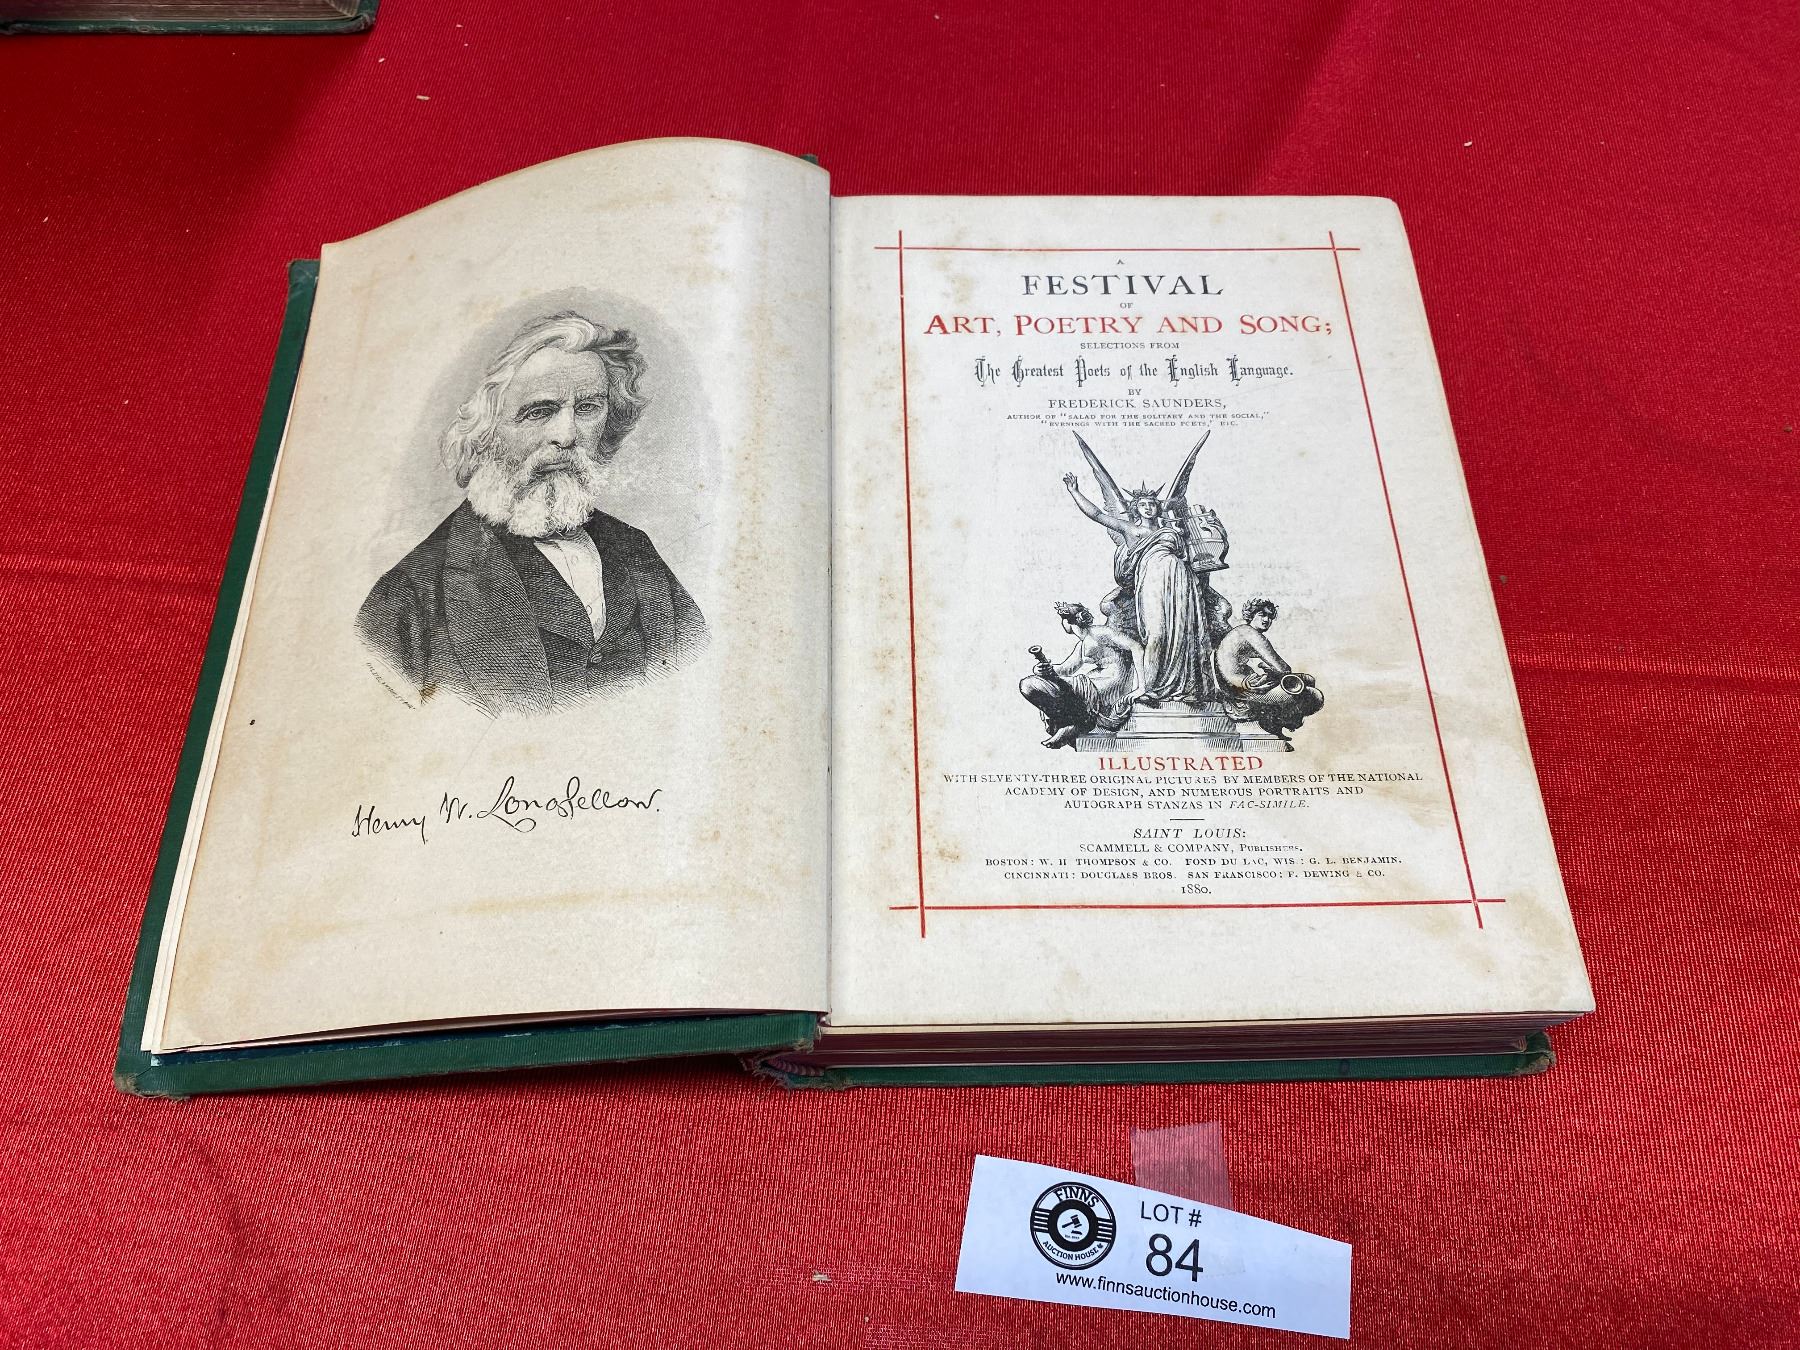 Henry W. Longfellow.
A
FESTIVAL
OF
ART, POETRY AND SONG;
SELECTIONS FROM
The Greatest Poets of the English Language.
BY
FREDERICK SAUNDERS,
AUTHOR OF "SALAD FOR THE SOLITARY AND THE SOCIAL,"
"EVENINGS WITH THE SACRED POETS," ETC.
ILLUSTRATED
WITH SEVENTY-THREE ORIGINAL PICTURES BY MEMBERS OF THE NATIONAL
ACADEMY OF DESIGN, AND NUMEROUS PORTRAITS AND
AUTOGRAPH STANZAS IN FAC-SIMILE.
SAINT LOUIS:
SCAMMELL & COMPANY, PUBLISHERS.
BOSTON: W. H THOMPSON & CO. FOND DU LAC, WIS.: G. L. BENJAMIN.
CINCINNATI: DOUGLASS BROS. SAN FRANCISCO: F. DEWING & CO.
1880.
FINNS
AUCTION HOUSE
LOT #
84
www.finnsauctionhouse.com